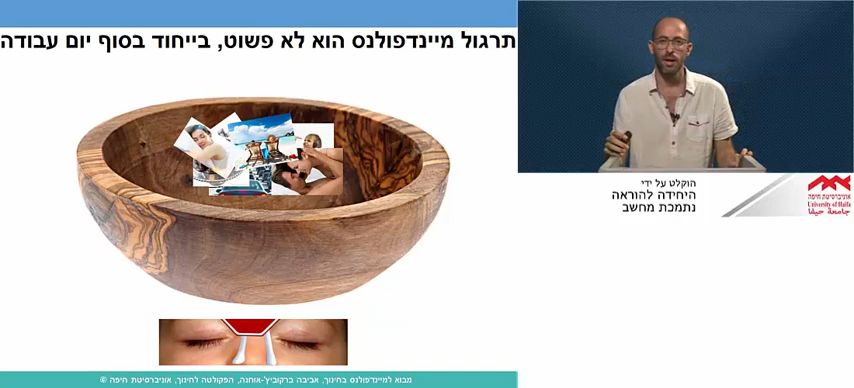 תרגול מיינדפולנס הוא לא פשוט, בייחוד בסוף יום עבודה
הוקלט על ידי
היחידה להוראה
נתמכת מחשב
אוניברסיטת חיפה
University of Haifa
جامعة حيفا
מבוא למיינדפולנס בחינוך, אביבה ברקוביץ'-אוחנה, הפקולטה לחינוך, אוניברסיטת חיפה ©